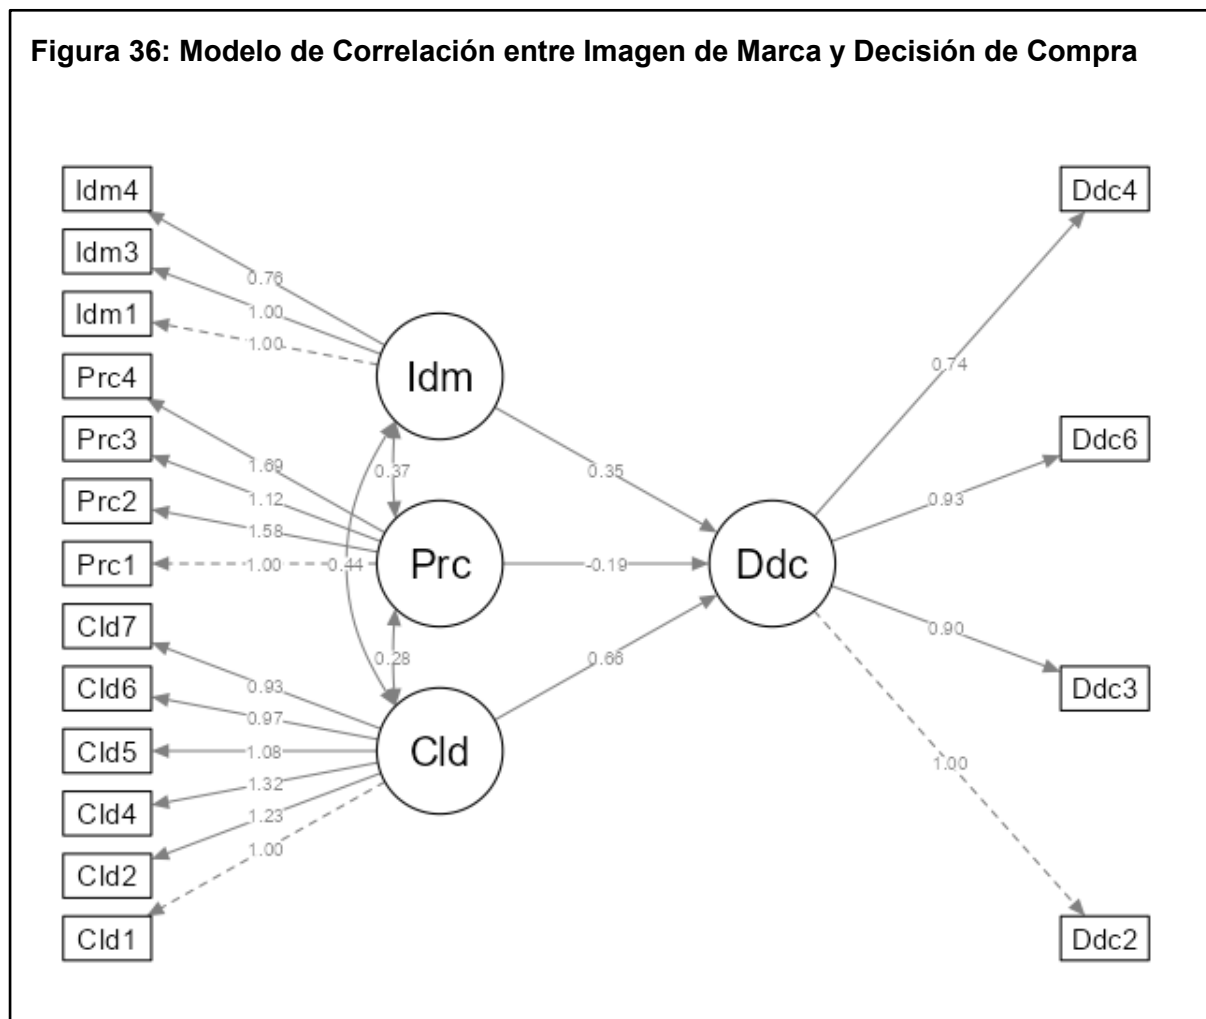 Figura 36: Modelo de Correlación entre Imagen de Marca y Decisión de Compra
Idm4
Idm3
Idm1
Prc4
Prc3
Prc2
Prc1
Cld7
Cld6
Cld5
Cld4
Cld2
Cld1
0.76
1.00
1.00
1.69
1.12
1.58
1.00
0.93
0.97
1.08
1.32
1.23
1.00
0.37
0.44
0.28
Idm
Prc
Cld
0.35
-0.19
0.66
Ddc
0.74
0.93
0.90
1.00
Ddc4
Ddc6
Ddc3
Ddc2